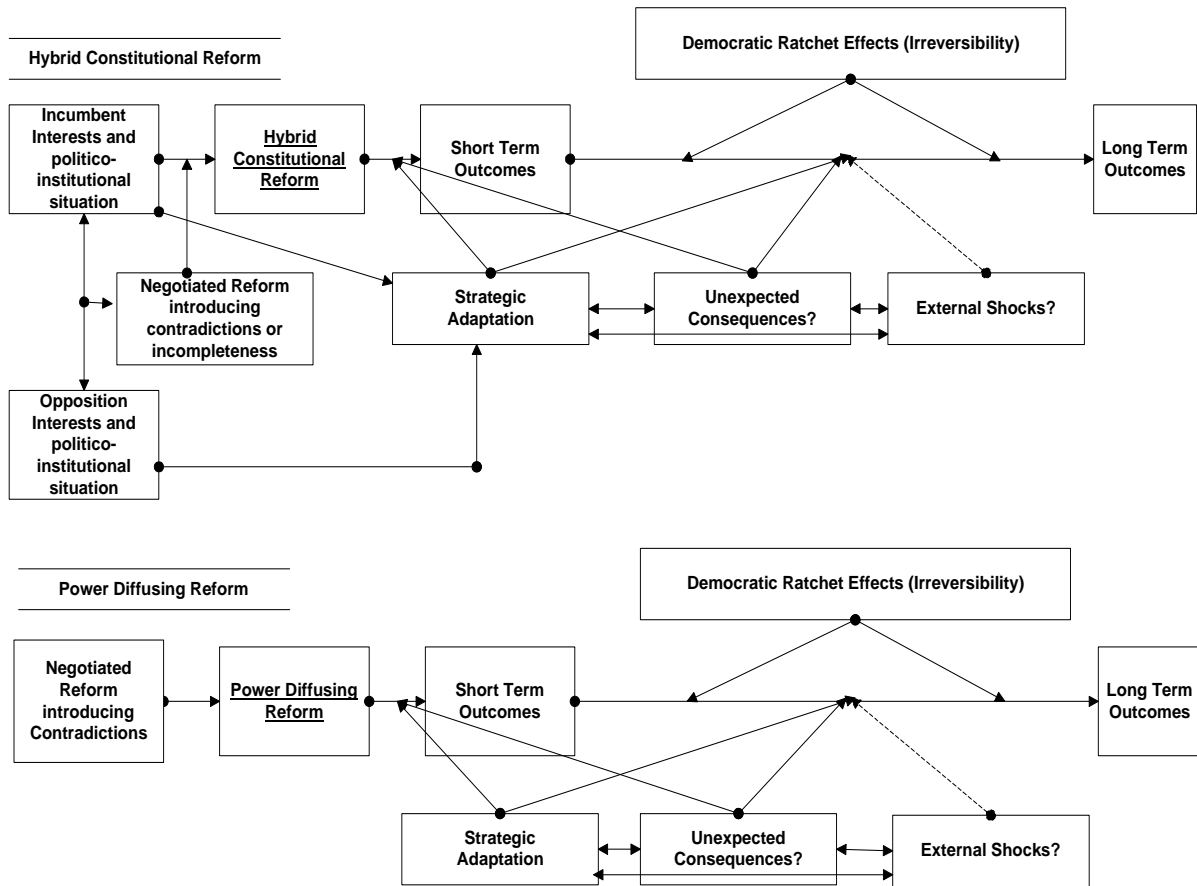 Hybrid Constitutional Reform
Democratic Ratchet Effects (Irreversibility)
Incumbent
Interests and
politico-
institutional
situation
Hybrid
Constitutional
Reform
Short Term
Outcomes
Long Term
Outcomes
Negotiated Reform
introducing
contradictions or
incompleteness
Strategic
Adaptation
Unexpected
Consequences?
External Shocks?
Opposition
Interests and
politico-
institutional
situation
Power Diffusing Reform
Democratic Ratchet Effects (Irreversibility)
Negotiated
Reform
introducing
Contradictions
Power Diffusing
Reform
Short Term
Outcomes
Long Term
Outcomes
Strategic
Adaptation
Unexpected
Consequences?
External Shocks?